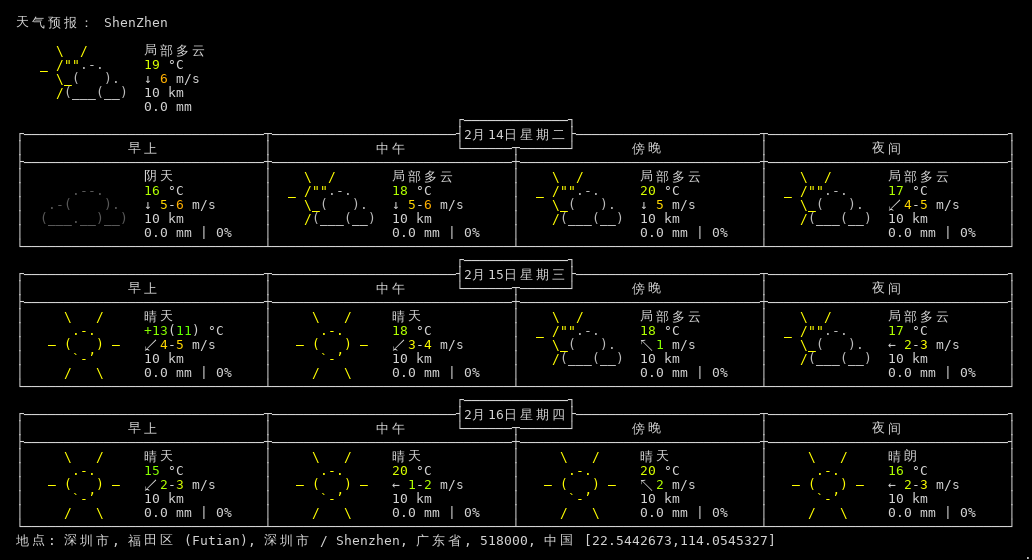 天气预报: ShenZhen
局部多云
19 °C
↓ 6 m/s
10 km
0.0 mm
2月14日星期二
早上 中午 傍晚 夜间
阴天 局部多云 局部多云 局部多云
16 °C 18 °C 20 °C 17 °C
↓ 5-6 m/s ↓ 5-6 m/s ↓ 5 m/s ↙ 4-5 m/s
10 km 10 km 10 km 10 km
0.0 mm | 0% 0.0 mm | 0% 0.0 mm | 0% 0.0 mm | 0%
2月15日星期三
早上 中午 傍晚 夜间
晴天 晴天 局部多云 局部多云
+13(11) °C 18 °C 18 °C 17 °C
↙ 4-5 m/s ↙ 3-4 m/s ↖ 1 m/s ← 2-3 m/s
10 km 10 km 10 km 10 km
0.0 mm | 0% 0.0 mm | 0% 0.0 mm | 0% 0.0 mm | 0%
2月16日星期四
早上 中午 傍晚 夜间
晴天 晴天 晴天 晴朗
15 °C 20 °C 20 °C 16 °C
↙ 2-3 m/s ← 1-2 m/s ↖ 2 m/s ← 2-3 m/s
10 km 10 km 10 km 10 km
0.0 mm | 0% 0.0 mm | 0% 0.0 mm | 0% 0.0 mm | 0%
地点: 深圳市, 福田区 (Futian), 深圳市 / Shenzhen, 广东省, 518000, 中国 [22.5442673,114.0545327]